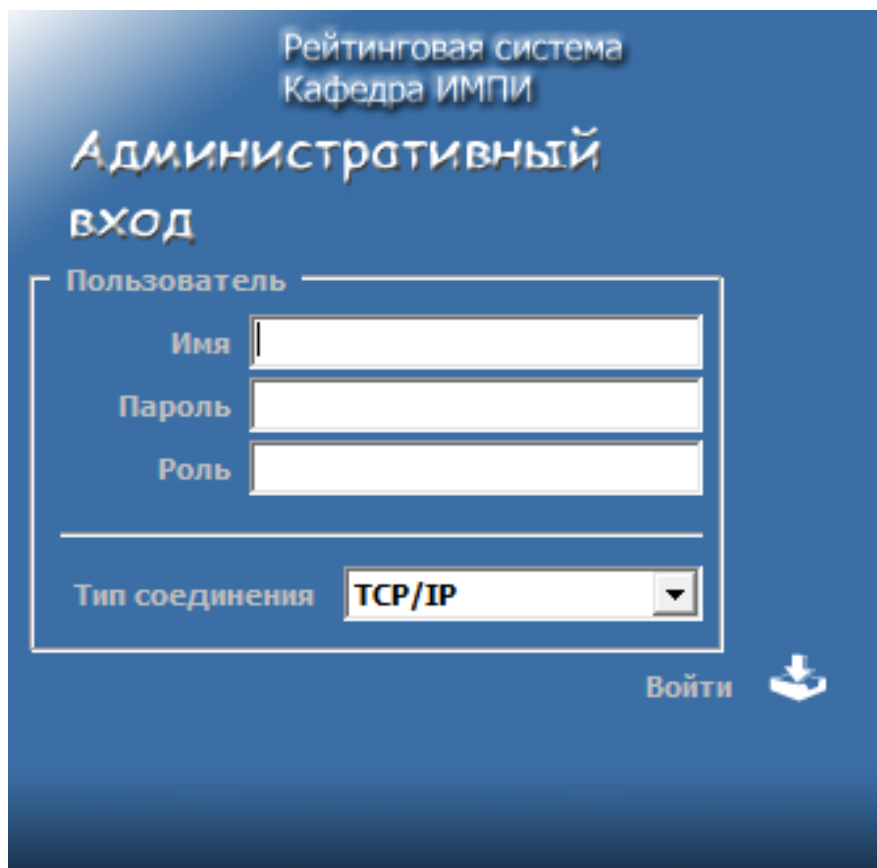 Рейтинговая система
Кафедра ИМПИ
Административный
вход
Пользователь
Имя
Пароль
Роль
Тип соединения TCP/IP
Войти